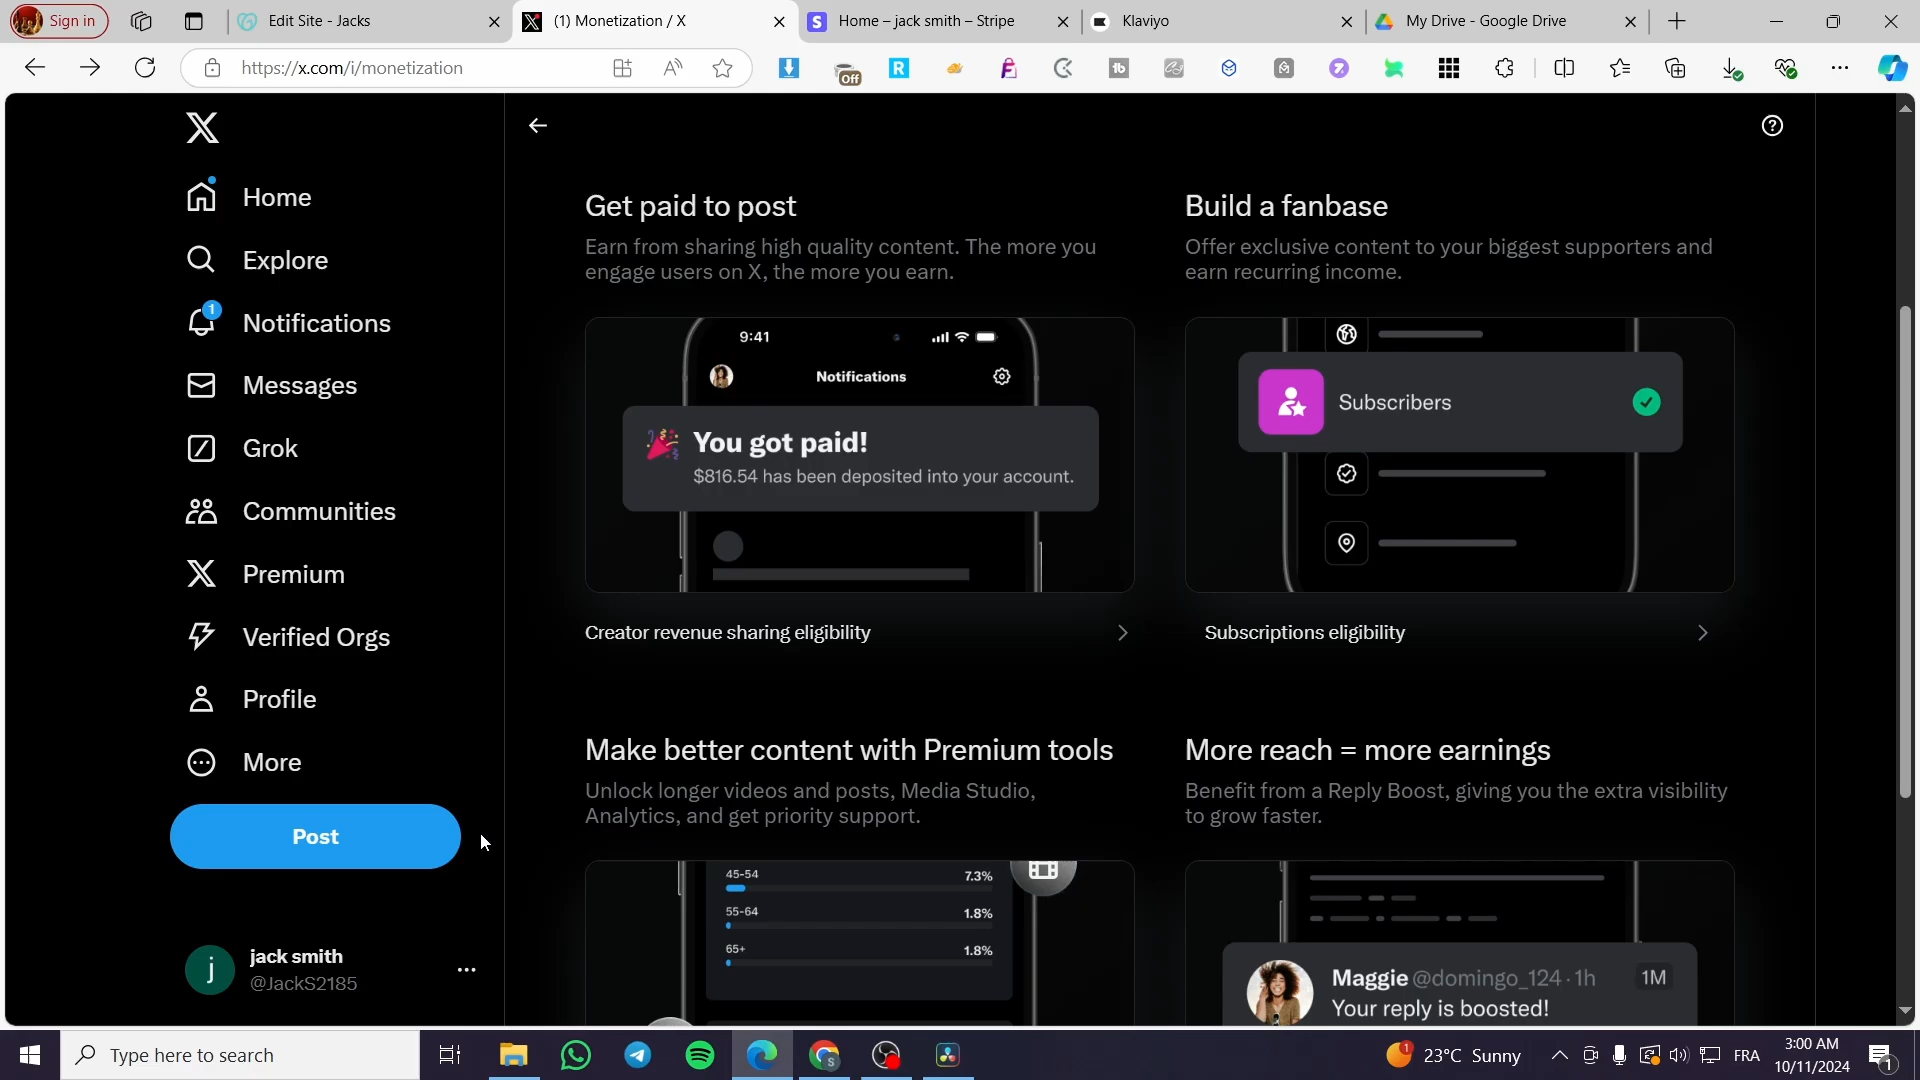 Sign in
Edit Site - Jacks
(1) Monetization / X
Home – jack smith – Stripe
Klaviyo
My Drive - Google Drive
https://x.com/i/monetization
Off
Home
Explore
1
Notifications
Messages
Grok
Communities
Premium
Verified Orgs
Profile
More
Post
jack smith
@JackS2185
Get paid to post
Earn from sharing high quality content. The more you
engage users on X, the more you earn.
9:41
Notifications
You got paid!
$816.54 has been deposited into your account.
Creator revenue sharing eligibility
Build a fanbase
Offer exclusive content to your biggest supporters and
earn recurring income.
Subscribers
Subscriptions eligibility
Make better content with Premium tools
Unlock longer videos and posts, Media Studio,
Analytics, and get priority support.
45-54 7.3%
55-64 1.8%
65+ 1.8%
More reach = more earnings
Benefit from a Reply Boost, giving you the extra visibility
to grow faster.
Maggie @domingo_124 · 1h 1M
Your reply is boosted!
Type here to search
1
23°C Sunny
FRA
3:00 AM
10/11/2024
1